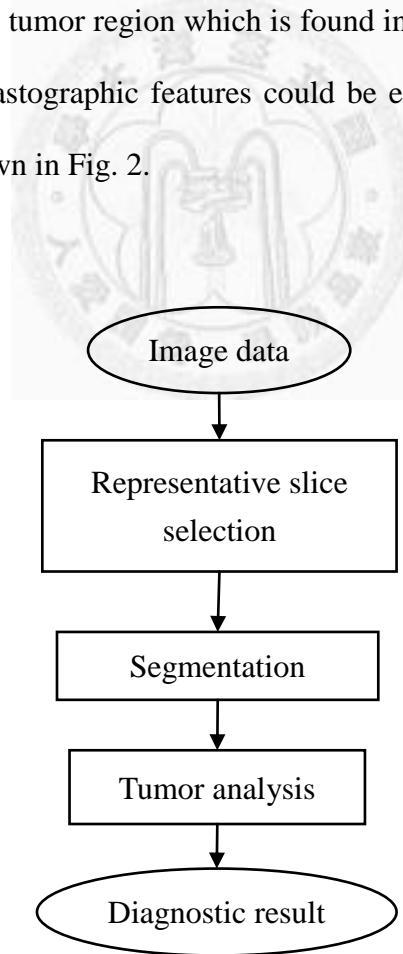 tumor region which is found in
astographic features could be e
n in Fig. 2.
Image data
Representative slice
selection
Segmentation
Tumor analysis
Diagnostic result